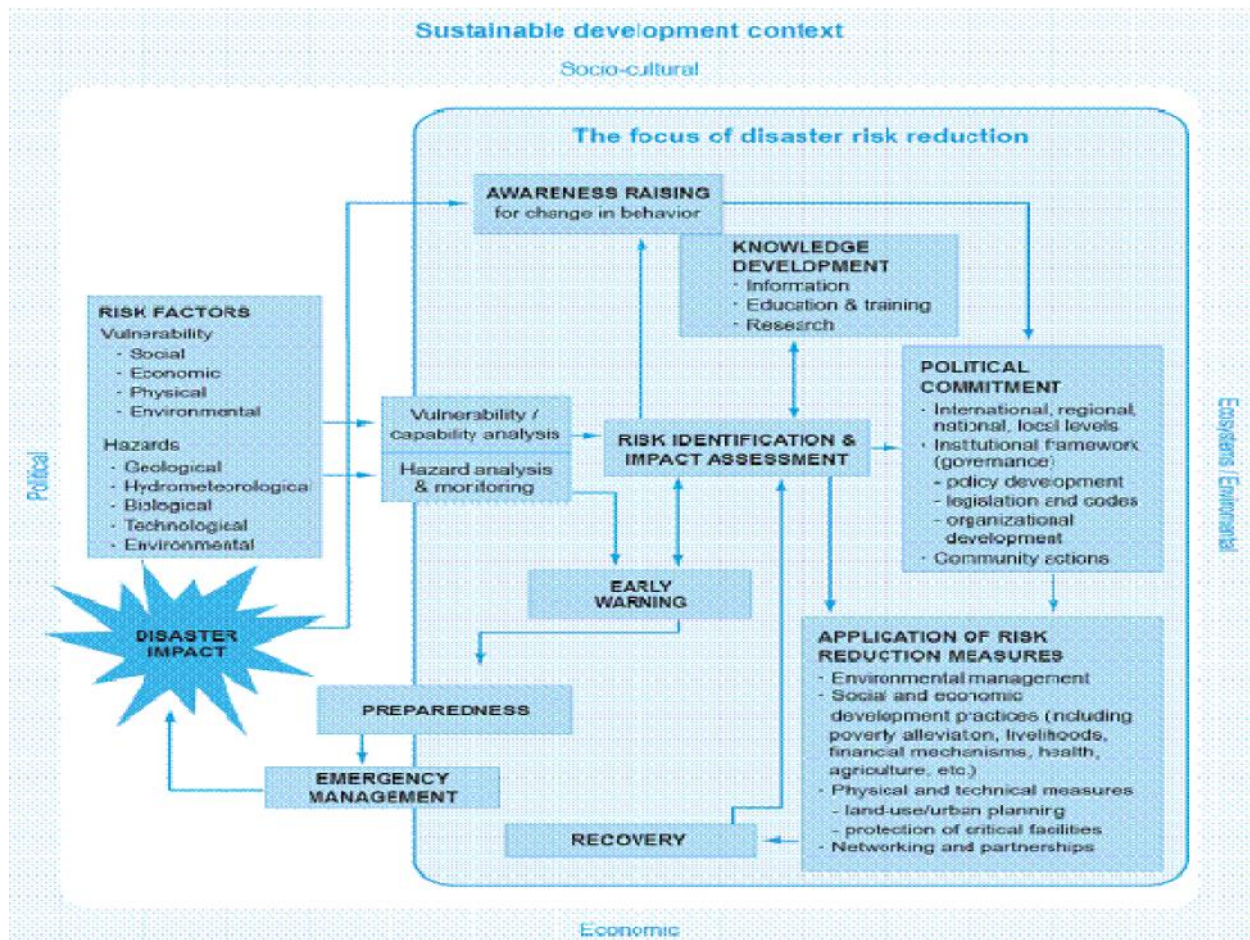 Sustainable development context
Socio-cultural
The focus of disaster risk reduction
AWARENESS RAISING
for change in behavior
KNOWLEDGE
DEVELOPMENT
· Information
· Education & training
· Research
RISK FACTORS
Vulnerability
· Social
· Economic
· Physical
· Environmental
Hazards
· Geological
· Hydrometeorological
· Biological
· Technological
· Environmental
Political
Vulnerability /
capability analysis
Hazard analysis
& monitoring
RISK IDENTIFICATION &
IMPACT ASSESSMENT
POLITICAL
COMMITMENT
· International, regional,
national, local levels
· Institutional framework
(governance)
- policy development
- legislation and codes
- organizational
development
· Community actions
Ecosystems / Enviromental
EARLY
WARNING
DISASTER
IMPACT
PREPAREDNESS
EMERGENCY
MANAGEMENT
APPLICATION OF RISK
REDUCTION MEASURES
· Environmental management
· Social and economic
development practices (including
poverty alleviation, livelihoods,
financial mechanisms, health,
agriculture, etc.)
· Physical and technical measures
- land-use/urban planning
- protection of critical facilities
· Networking and partnerships
RECOVERY
Economic